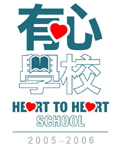 有心
學校
HEART TO HEART
SCHOOL
2005-2006